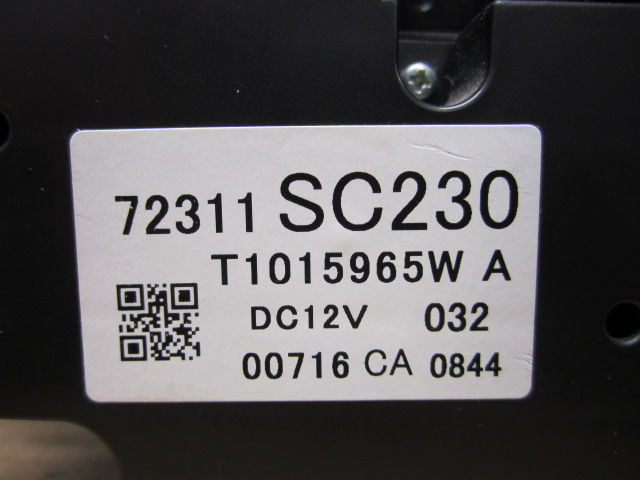 72311 SC230
T1015965W A
DC12V 032
00716 CA 0844